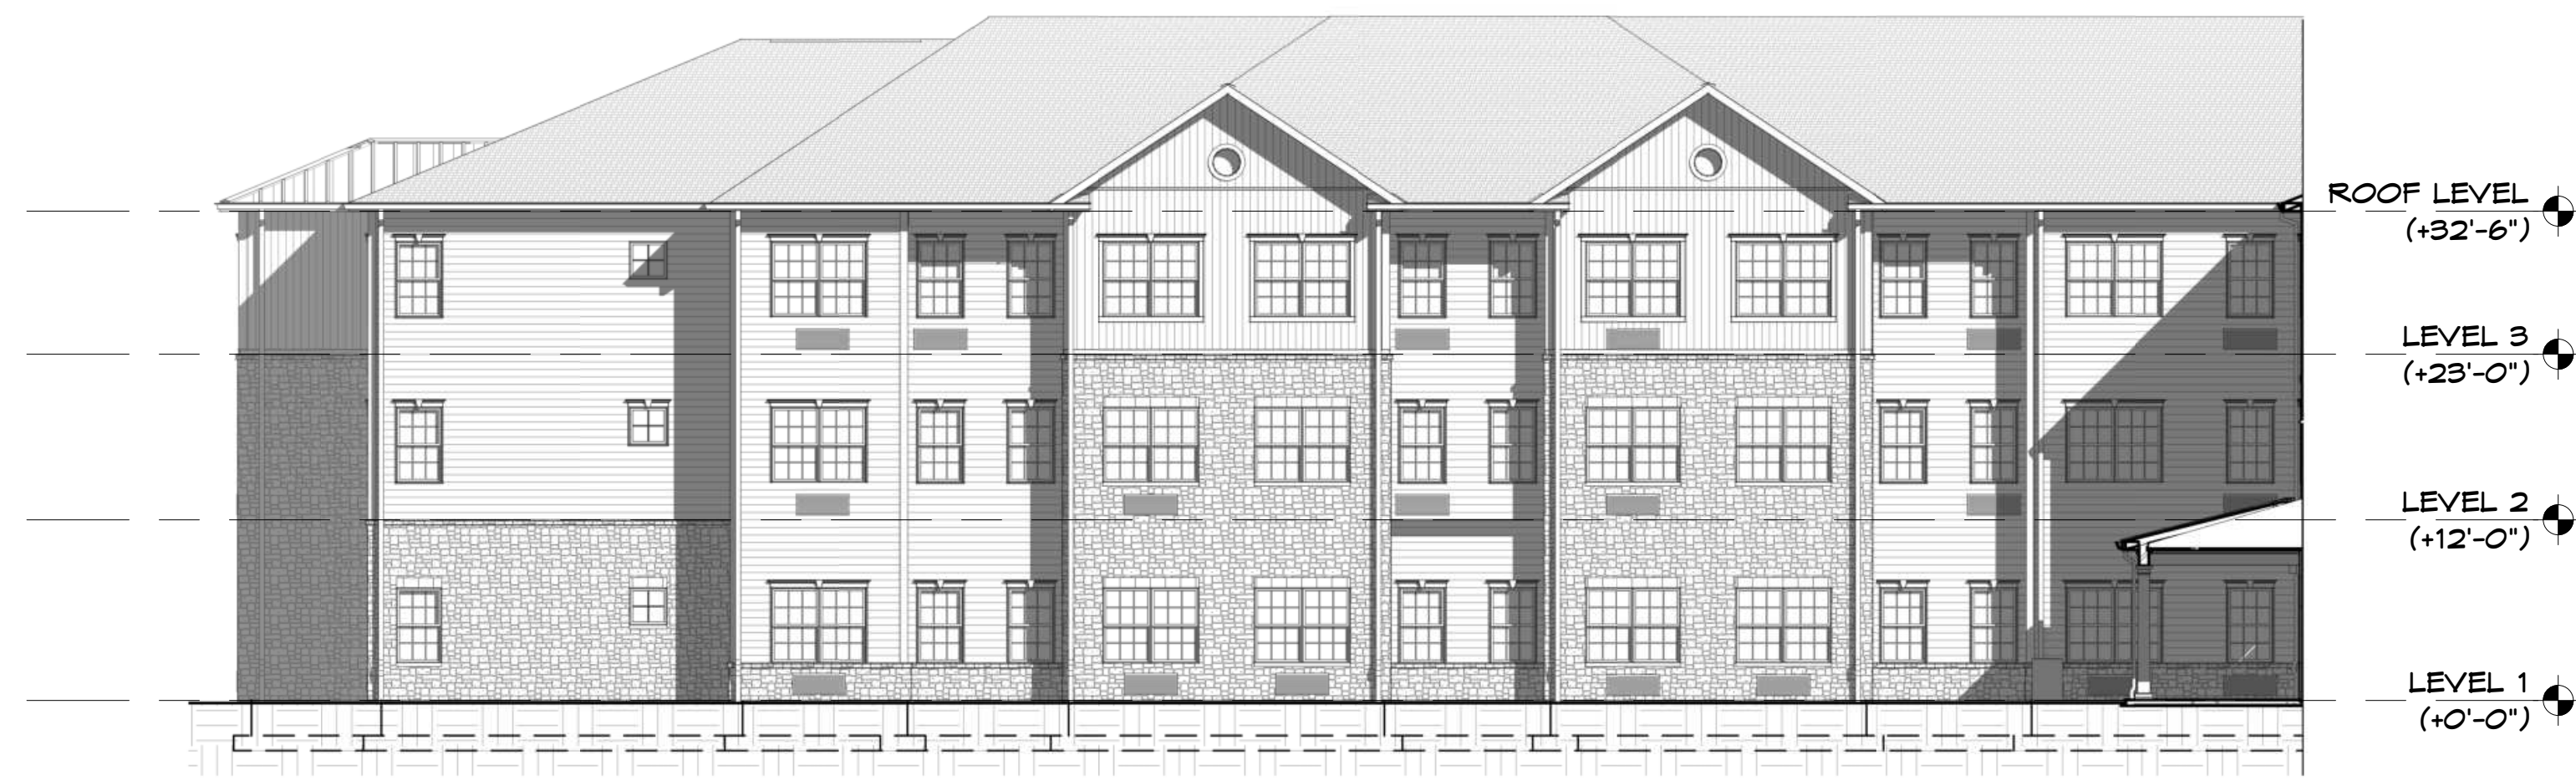 ROOF LEVEL
(+32'-6")
LEVEL 3
(+23'-0")
LEVEL 2
(+12'-0")
LEVEL 1
(+0'-0")